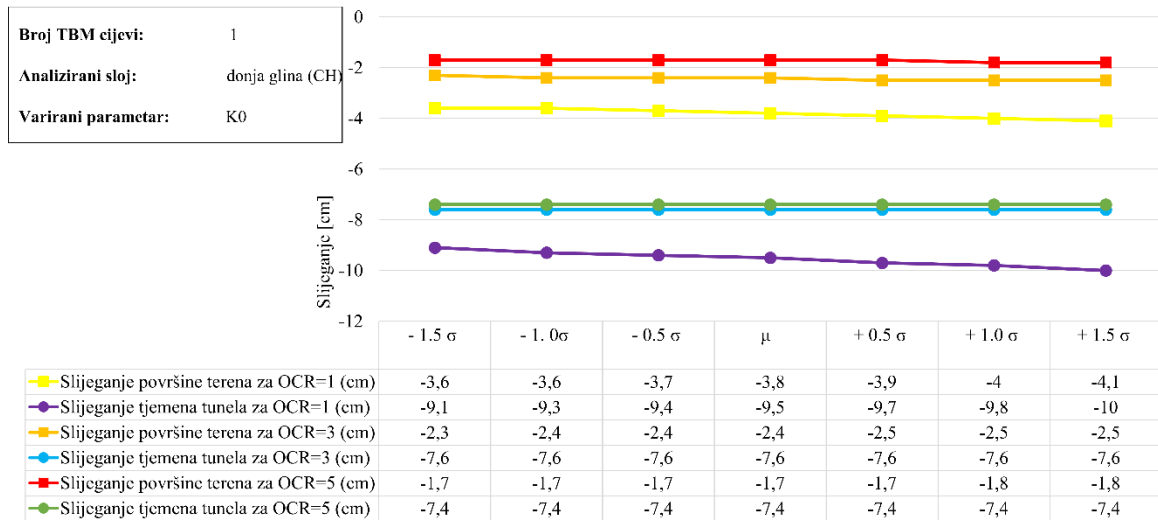 Broj TBM cijevi: 1
Analizirani sloj: donja glina (CH)
Varirani parametar: K0
0
-2
-4
-6
-8
-10
-12
Slijeganje [cm]
- 1.5 σ - 1. 0σ - 0.5 σ μ + 0.5 σ + 1.0 σ + 1.5 σ
Slijeganje površine terena za OCR=1 (cm) -3,6 -3,6 -3,7 -3,8 -3,9 -4 -4,1
Slijeganje tjemena tunela za OCR=1 (cm) -9,1 -9,3 -9,4 -9,5 -9,7 -9,8 -10
Slijeganje površine terena za OCR=3 (cm) -2,3 -2,4 -2,4 -2,4 -2,5 -2,5 -2,5
Slijeganje tjemena tunela za OCR=3 (cm) -7,6 -7,6 -7,6 -7,6 -7,6 -7,6 -7,6
Slijeganje površine terena za OCR=5 (cm) -1,7 -1,7 -1,7 -1,7 -1,7 -1,8 -1,8
Slijeganje tjemena tunela za OCR=5 (cm) -7,4 -7,4 -7,4 -7,4 -7,4 -7,4 -7,4